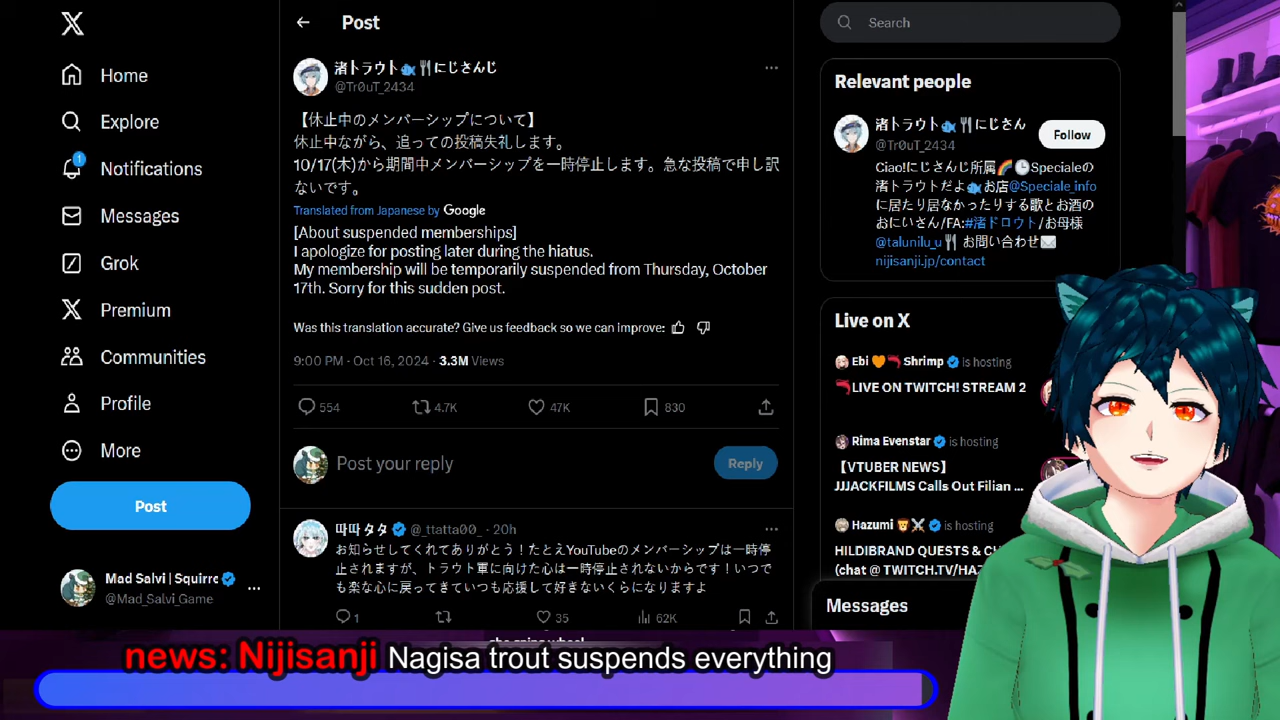 Post
Search
Home
Explore
1
Notifications
Messages
Grok
Premium
Communities
Profile
More
Post
Mad Salvi | Squirre
@Mad_Salvi_Game
渚トラウト🐟🍴にじさんじ
@Tr0uT_2434
【休止中のメンバーシップについて】
休止中ながら、追っての投稿失礼します。
10/17(木)から期間中メンバーシップを一時停止します。急な投稿で申し訳
ないです。
Translated from Japanese by Google
[About suspended memberships]
I apologize for posting later during the hiatus.
My membership will be temporarily suspended from Thursday, October
17th. Sorry for this sudden post.
Was this translation accurate? Give us feedback so we can improve:
9:00 PM · Oct 16, 2024 · 3.3M Views
554 4.7K 47K 830
Post your reply
Reply
따따 タタ @_ttatta00_ · 20h
お知らせしてくれてありがとう！たとえYouTubeのメンバーシップは一時停
止されますが、トラウト軍に向けた心は一時停止されないからです！いつで
も楽な心に戻ってきていつも応援して好きないくらになりますよ
1 35 62K
Relevant people
渚トラウト🐟🍴にじさん
@Tr0uT_2434
Follow
Ciao!にじさんじ所属🌈🕒Specialeの
渚トラウトだよ🐟お店@Speciale_info
に居たり居なかったりする歌とお酒の
おにいさん/FA:#渚ドロウト/お母様
@talunilu_u🍴 お問い合わせ✉
nijisanji.jp/contact
Live on X
Ebi 🧡🦐 Shrimp is hosting
🦐LIVE ON TWITCH! STREAM 2
Rima Evenstar is hosting
【VTUBER NEWS】
JJJACKFILMS Calls Out Filian ...
Hazumi 🦁⚔ is hosting
HILDIBRAND QUESTS & CH
(chat @ TWITCH.TV/HAZ
Messages
news: Nijisanji Nagisa trout suspends everything